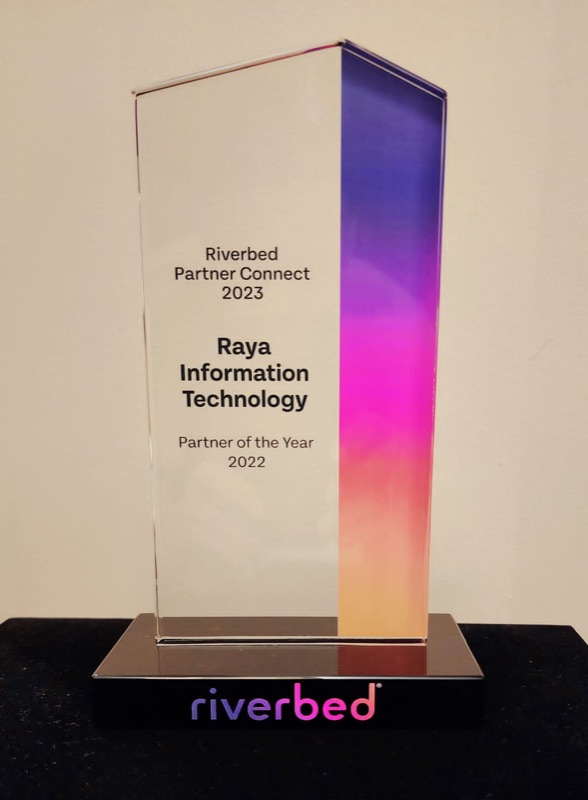 Riverbed
Partner Connect
2023
Raya
Information
Technology
Partner of the Year
2022
riverbed